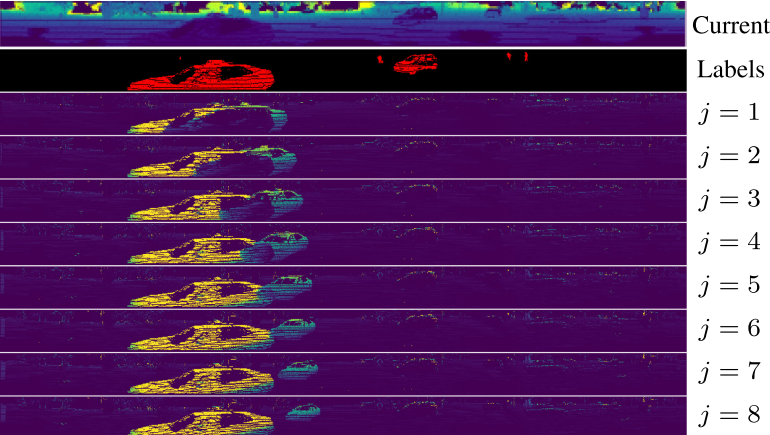 Current
Labels
j = 1
j = 2
j = 3
j = 4
j = 5
j = 6
j = 7
j = 8